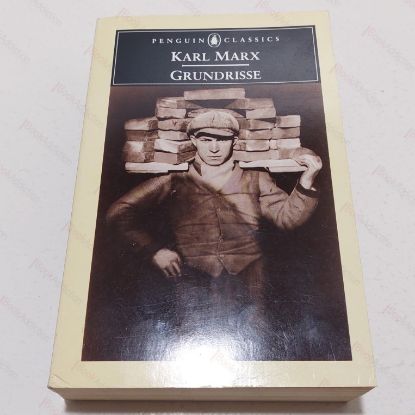 PENGUIN CLASSICS
KARL MARX
GRUNDRISSE